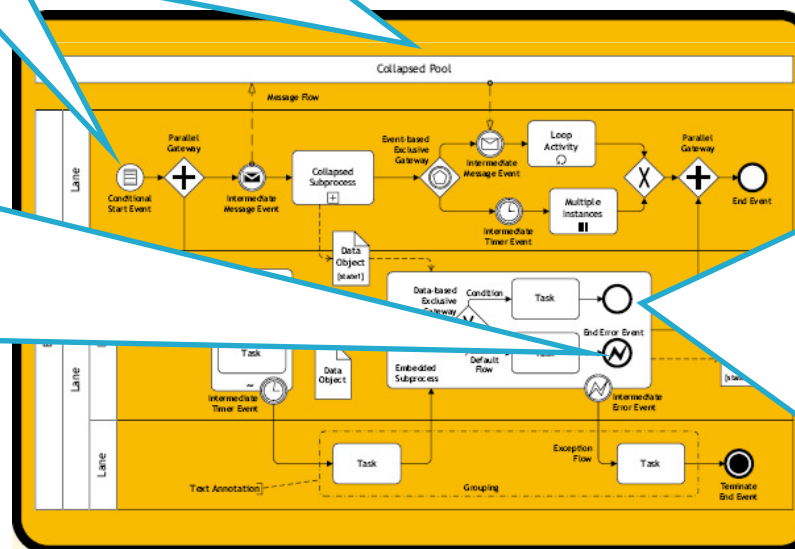 Collapsed Pool
Message Flow
Lane
Conditional
Start Event
Parallel
Gateway
Intermediate
Message Event
Collapsed
Subprocess
Event-based
Exclusive
Gateway
Intermediate
Message Event
Loop
Activity
Intermediate
Timer Event
Multiple
Instances
Parallel
Gateway
End Event
Data
Object
[state1]
Lane
Task
Intermediate
Timer Event
Data
Object
Data-based
Exclusive
Gateway
Condition
Task
End Error Event
Default
Flow
Embedded
Subprocess
Intermediate
Error Event
Lane
Text Annotation
Task
Grouping
Exception
Flow
Task
Teminate
End Event